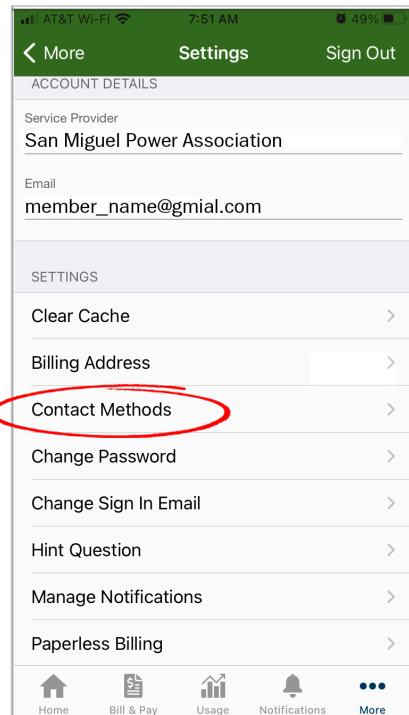 AT&T Wi-Fi 7:51 AM 49%
More Settings Sign Out
ACCOUNT DETAILS
Service Provider
San Miguel Power Association
Email
member_name@gmial.com
SETTINGS
Clear Cache
Billing Address
Contact Methods
Change Password
Change Sign In Email
Hint Question
Manage Notifications
Paperless Billing
Home Bill & Pay Usage Notifications More